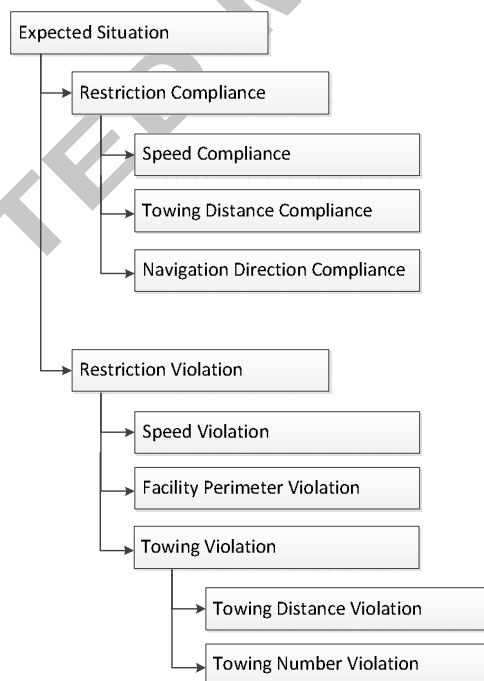 Expected Situation
Restriction Compliance
Speed Compliance
Towing Distance Compliance
Navigation Direction Compliance
Restriction Violation
Speed Violation
Facility Perimeter Violation
Towing Violation
Towing Distance Violation
Towing Number Violation